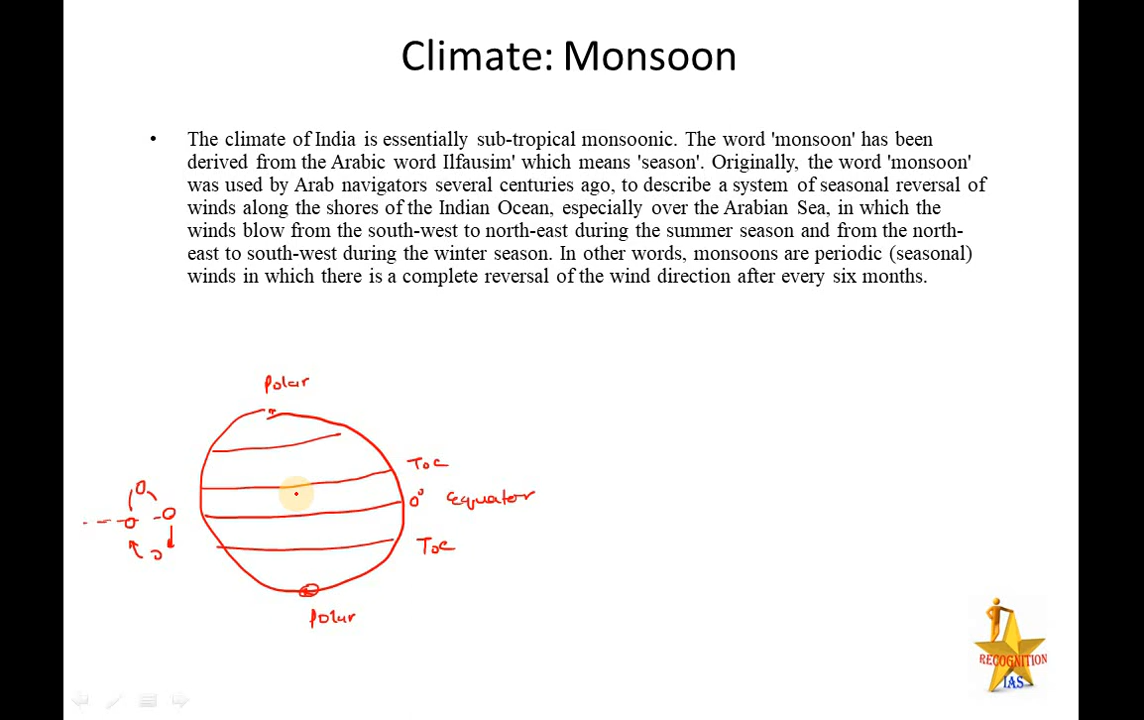 Climate: Monsoon
• The climate of India is essentially sub-tropical monsoonic. The word 'monsoon' has been
derived from the Arabic word Ilfausim' which means 'season'. Originally, the word 'monsoon'
was used by Arab navigators several centuries ago, to describe a system of seasonal reversal of
winds along the shores of the Indian Ocean, especially over the Arabian Sea, in which the
winds blow from the south-west to north-east during the summer season and from the north-
east to south-west during the winter season. In other words, monsoons are periodic (seasonal)
winds in which there is a complete reversal of the wind direction after every six months.
Polar
Toc
0° equator
Toc
Polar
RECOGNITION
IAS